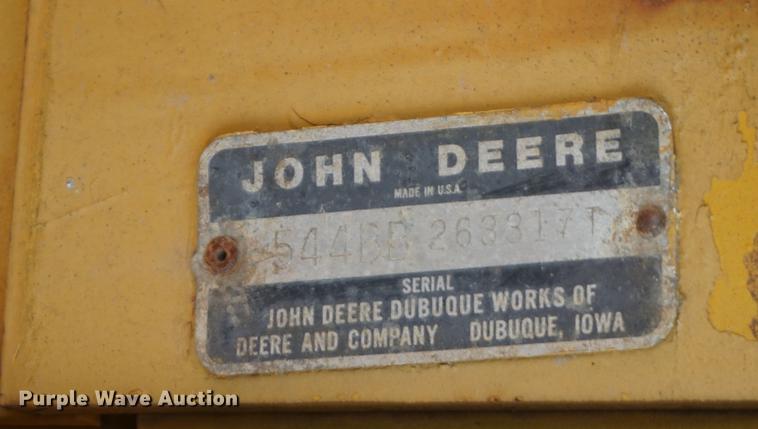 JOHN DEERE
MADE IN U.S.A.
544BB 263317T
SERIAL
JOHN DEERE DUBUQUE WORKS OF
DEERE AND COMPANY DUBUQUE, IOWA
Purple Wave Auction